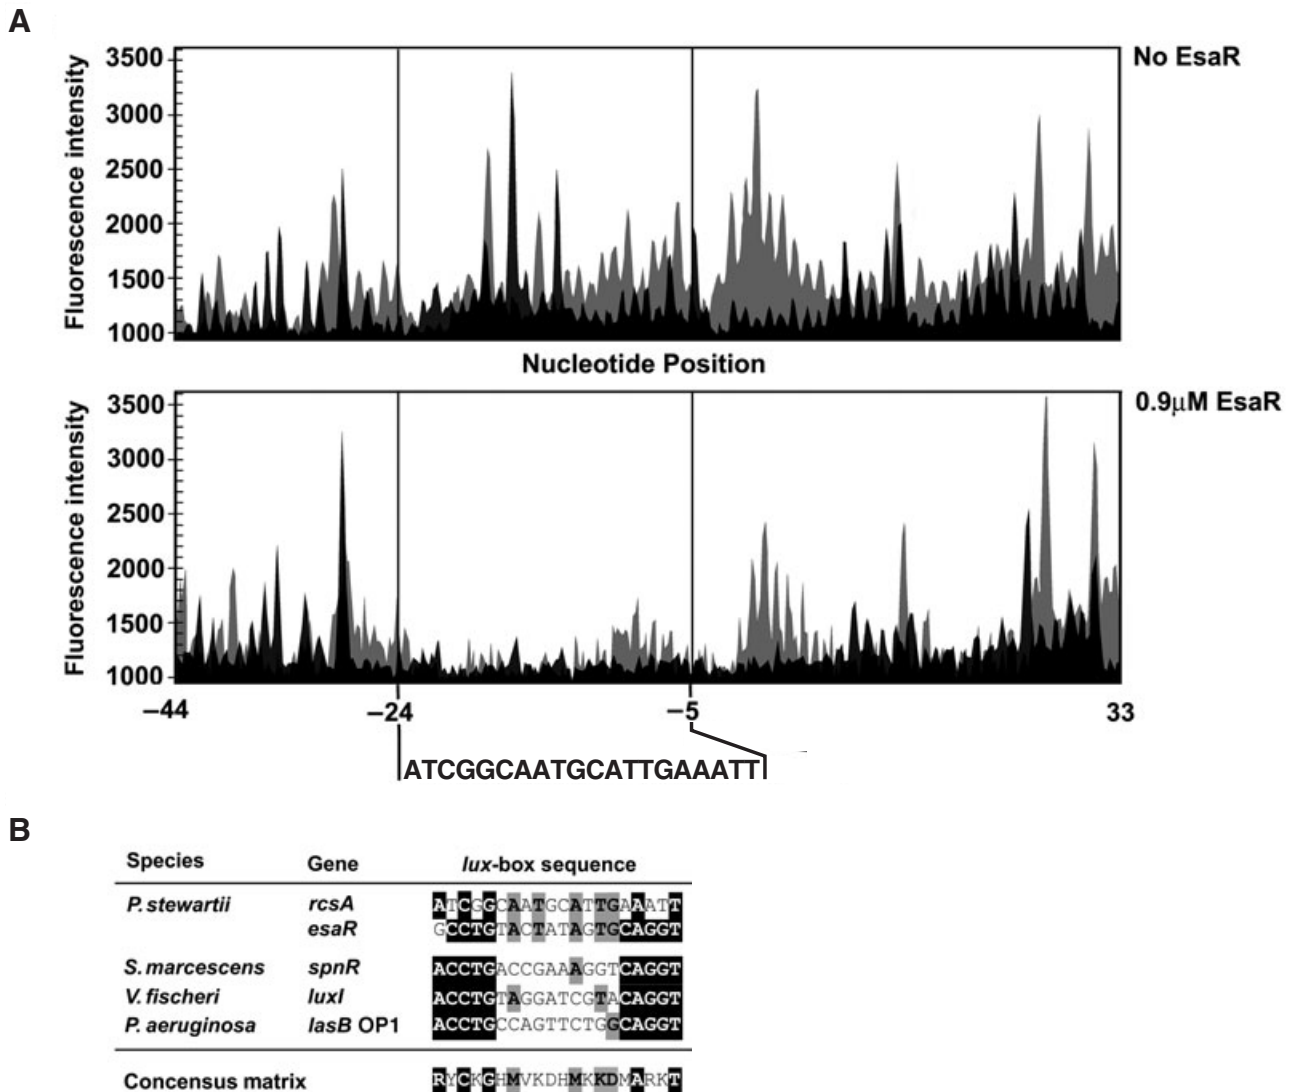 A
3500
3000
2500
2000
1500
1000
Fluorescence intensity
No EsaR
Nucleotide Position
3500
3000
2500
2000
1500
1000
Fluorescence intensity
0.9µM EsaR
–44
–24
–5
33
ATCGGCAATGCATTGAAATT
B
Species Gene lux-box sequence
P. stewartii rcsA ATCGGCAATGCATTGAAATT
esaR GCCTGTACTATAGTGCAGGT
S. marcescens spnR ACCTGACCGAAAGGTCAGGT
V. fischeri luxI ACCTGTAGGATCGTACAGGT
P. aeruginosa lasB OP1 ACCTGCCAGTTCTGGCAGGT
Concensus matrix RYCKGHMVKDHMKKDMARKT